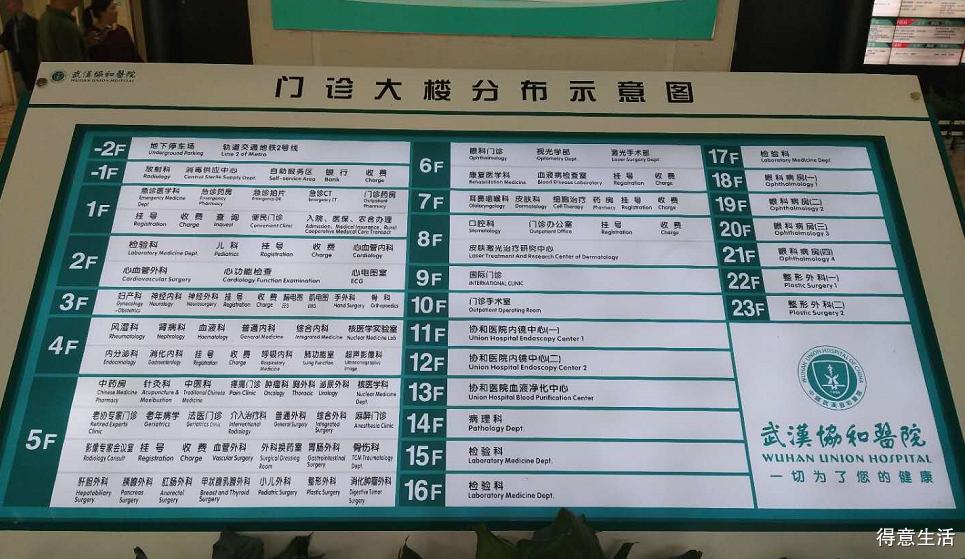 武漢協和醫院
WUHAN UNION HOSPITAL
门诊大楼分布示意图
-2F
地下停车场 轨道交通地铁2号线
Underground Parking Line 2 of Metro
-1F
放射科 消毒供应中心 自助服务区 银行 收费
Radiology Central Sterile Supply Dept. Self-service Area Bank Charge
1F
急诊医学科 急诊药房 急诊拍片 急诊CT 门诊药房
Emergency Medicine Dept Emergency Pharmacy Emergency DR Emergency CT Outpatient Pharmacy
挂号 收费 查询 便民门诊 入院、医保、农合办理
Registration Charge Inquest Convenient Clinic Admission, Medical Insurance, Rural Cooperative Medical Care Transact
2F
检验科 儿科 挂号 收费 心血管内科
Laboratory Medicine Dept. Pediatrics Registration Charge Cardiology
心血管外科 心功能检查 心电图室
Cardiovascular Surgery Cardiology Function Examination ECG
3F
妇产科 神经内科 神经外科 挂号 收费 脑电图 肌电图 手外科 骨科
Gynecology -Obstetrics Neurology Neurosurgery Registration Charge EEG EMG Hand Surgery Orthopaedics
4F
风湿科 肾病科 血液科 普通内科 综合内科 核医学实验室
Rheumatology Nephrology Haematology General Medicine Integrated Medicine Nuclear Medicine Lab
内分泌科 消化内科 挂号 收费 呼吸内科 肺功能室 超声影像科
Endocrinology Gastroenterology Registration Charge Respiratory Medicine Lung Function Ultrasonographic Image
5F
中药房 针灸科 中医科 疼痛门诊 肿瘤科 胸外科 泌尿外科 核医学科
Chinese Medicine Pharmacy Acupuncture & Moxibustion Traditional Chinese Medicine Pain Clinic Oncology Thoracic Urology Nuclear Medicine Dept.
老协专家门诊 老年病学 法医门诊 介入治疗科 普通外科 综合外科 麻醉门诊
Retired Experts Clinic Geriatrics Geriatrics Clinic Interventional Radiology General Surgery Integrated Surgery Anesthesia Clinic
影像专家会诊室 挂号 收费 血管外科 外科换药室 胃肠外科 骨伤科
Radiology Consult Registration Charge Vascular Surgery Surgical Dressing Room Gastrointestinal Surgery TCM Traumatology Dept.
肝胆外科 胰腺外科 肛肠外科 甲状腺乳腺外科 小儿外科 整形外科 消化肿瘤外科
Hepatobiliary Surgery Pancreas Surgery Anorectal Surgery Breast and Thyroid Surgery Pediatric Surgery Plastic Surgery Digestive Tumor Surgery
6F
眼科门诊 视光学部 激光手术部
Ophthalmology Optometry Dept. Laser Surgery Dept.
康复医学科 血液病检查室 挂号 收费
Rehabilitation Medicine Blood Disease Laboratory Registration Charge
7F
耳鼻咽喉科 皮肤科 细胞治疗 药房 挂号 收费
Otolaryngology Dermatology Cell Therapy Pharmacy Registration Charge
8F
口腔科 门诊办公室 挂号 收费
Stomatology Outpatient Office Registration Charge
皮肤激光治疗研究中心
Laser Treatment And Research Center of Dermatology
9F
国际门诊
INTERNATIONAL CLINIC
10F
门诊手术室
Outpatient Operating Room
11F
协和医院内镜中心(一)
Union Hospital Endoscopy Center 1
12F
协和医院内镜中心(二)
Union Hospital Endoscopy Center 2
13F
协和医院血液净化中心
Union Hospital Blood Purification Center
14F
病理科
Pathology Dept.
15F
检验科
Laboratory Medicine Dept.
16F
检验科
Laboratory Medicine Dept.
17F
检验科
Laboratory Medicine Dept
18F
眼科病房(一)
Ophthalmology 1
19F
眼科病房(二)
Ophthalmology 2
20F
眼科病房(三)
Ophthalmology 3
21F
眼科病房(四)
Ophthalmology 4
22F
整形外科(一)
Plastic Surgery 1
23F
整形外科(二)
Plastic Surgery 2
武漢協和醫院
WUHAN UNION HOSPITAL
一切为了您的健康
得意生活